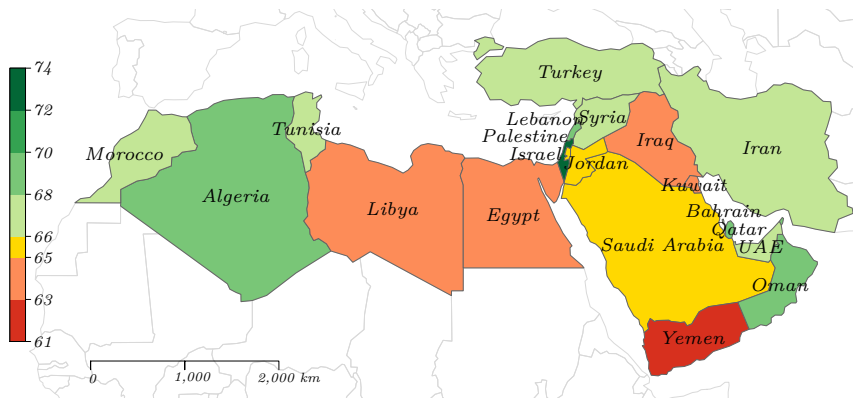 74
72
70
68
66
65
63
61
Turkey
Lebanon
Syria
Tunisia
Palestine
Israel
Iraq
Iran
Morocco
Jordan
Kuwait
Algeria
Libya
Egypt
Bahrain
Qatar
Saudi Arabia
UAE
Oman
Yemen
0
1,000
2,000 km